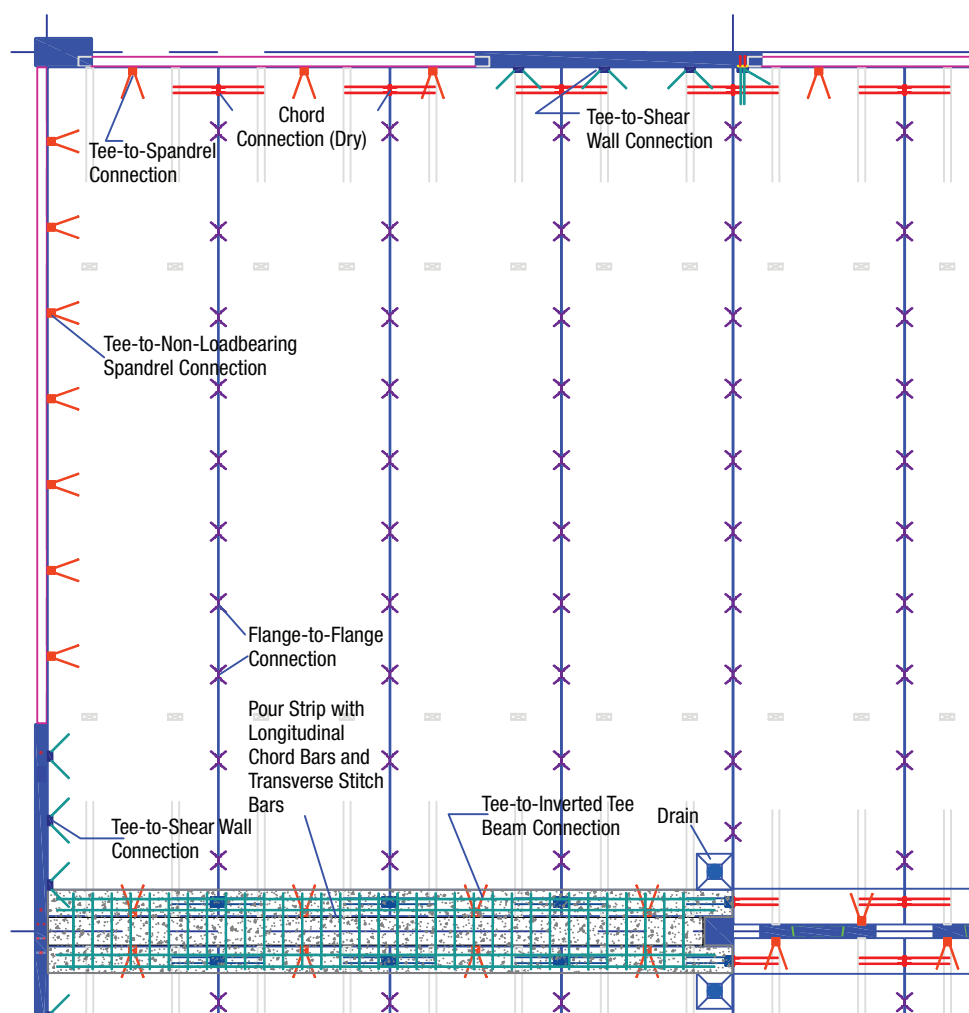 Chord
Connection (Dry)
Tee-to-Shear
Wall Connection
Tee-to-Spandrel
Connection
Tee-to-Non-Loadbearing
Spandrel Connection
Flange-to-Flange
Connection
Pour Strip with
Longitudinal
Chord Bars and
Transverse Stitch
Bars
Tee-to-Inverted Tee
Beam Connection
Drain
Tee-to-Shear Wall
Connection